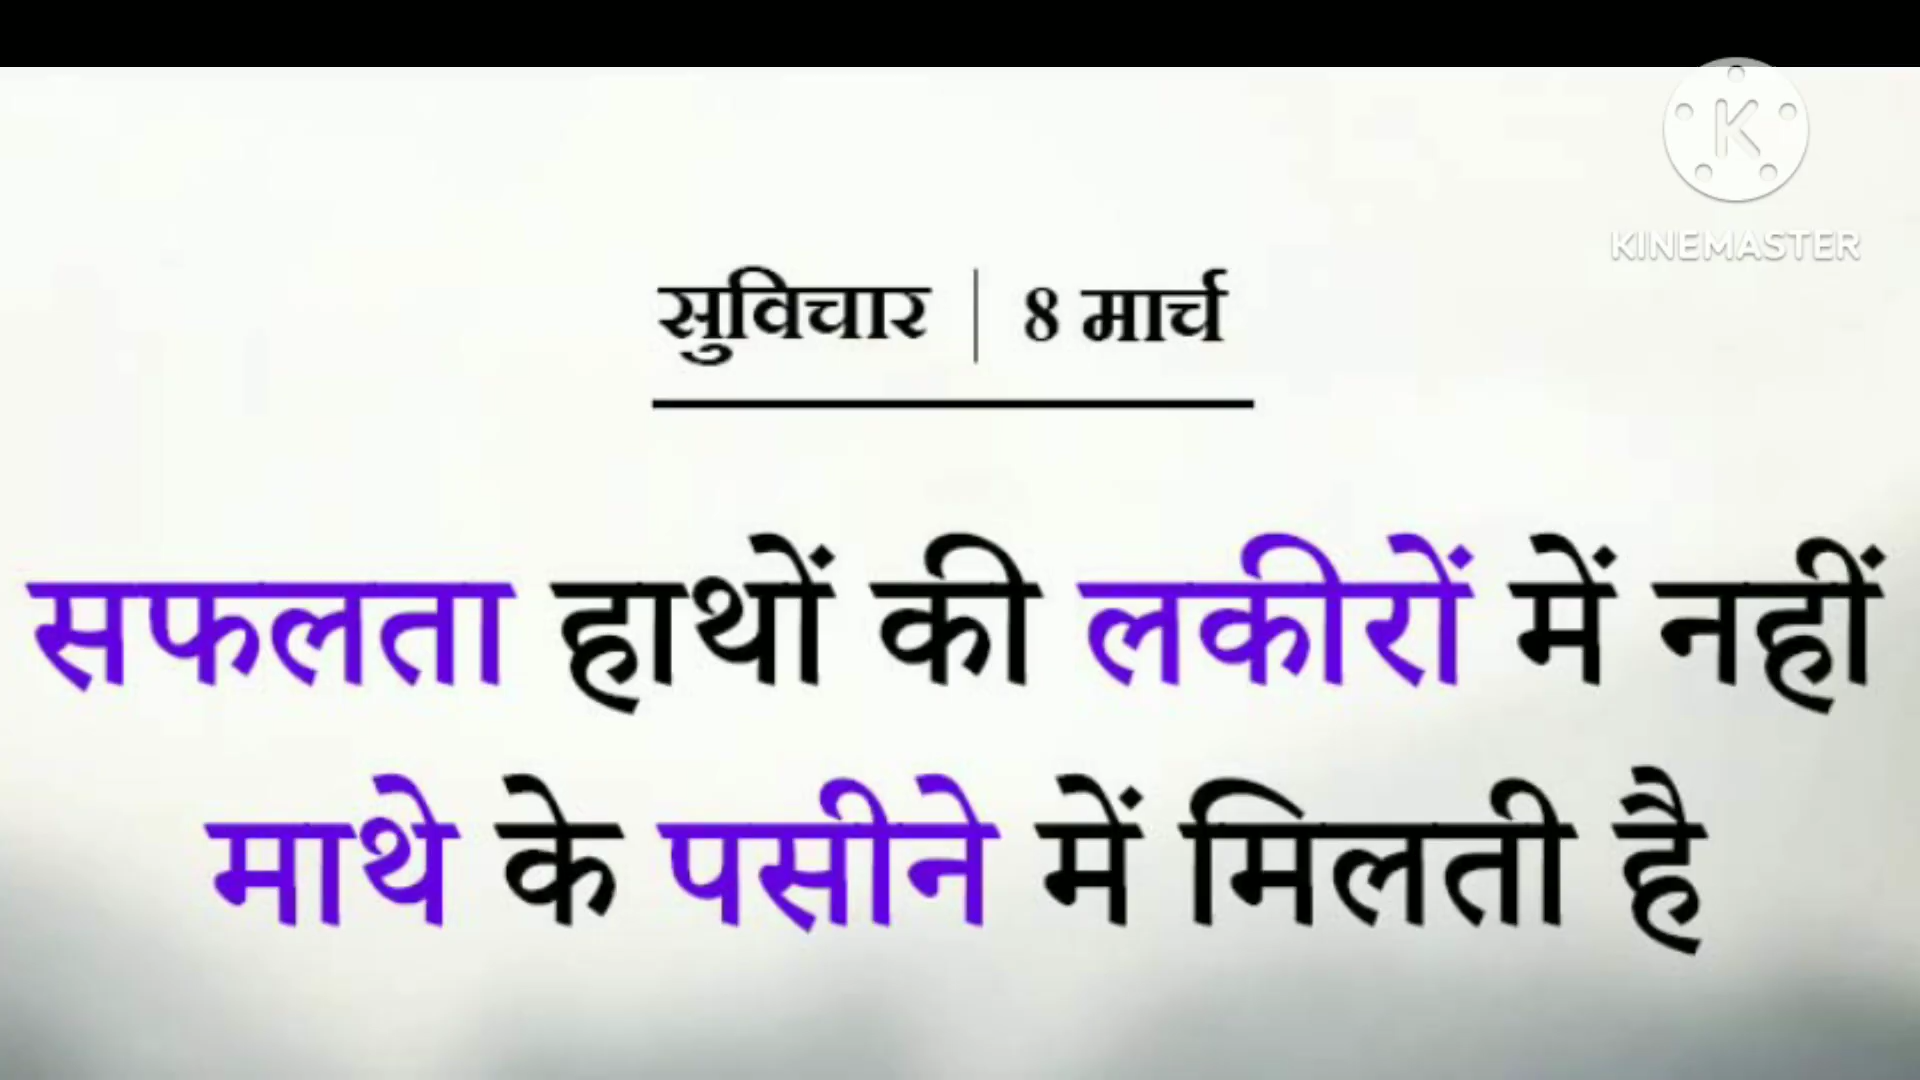 KINEMASTER
सुविचार | 8 मार्च
सफलता हाथों की लकीरों में नहीं
माथे के पसीने में मिलती है